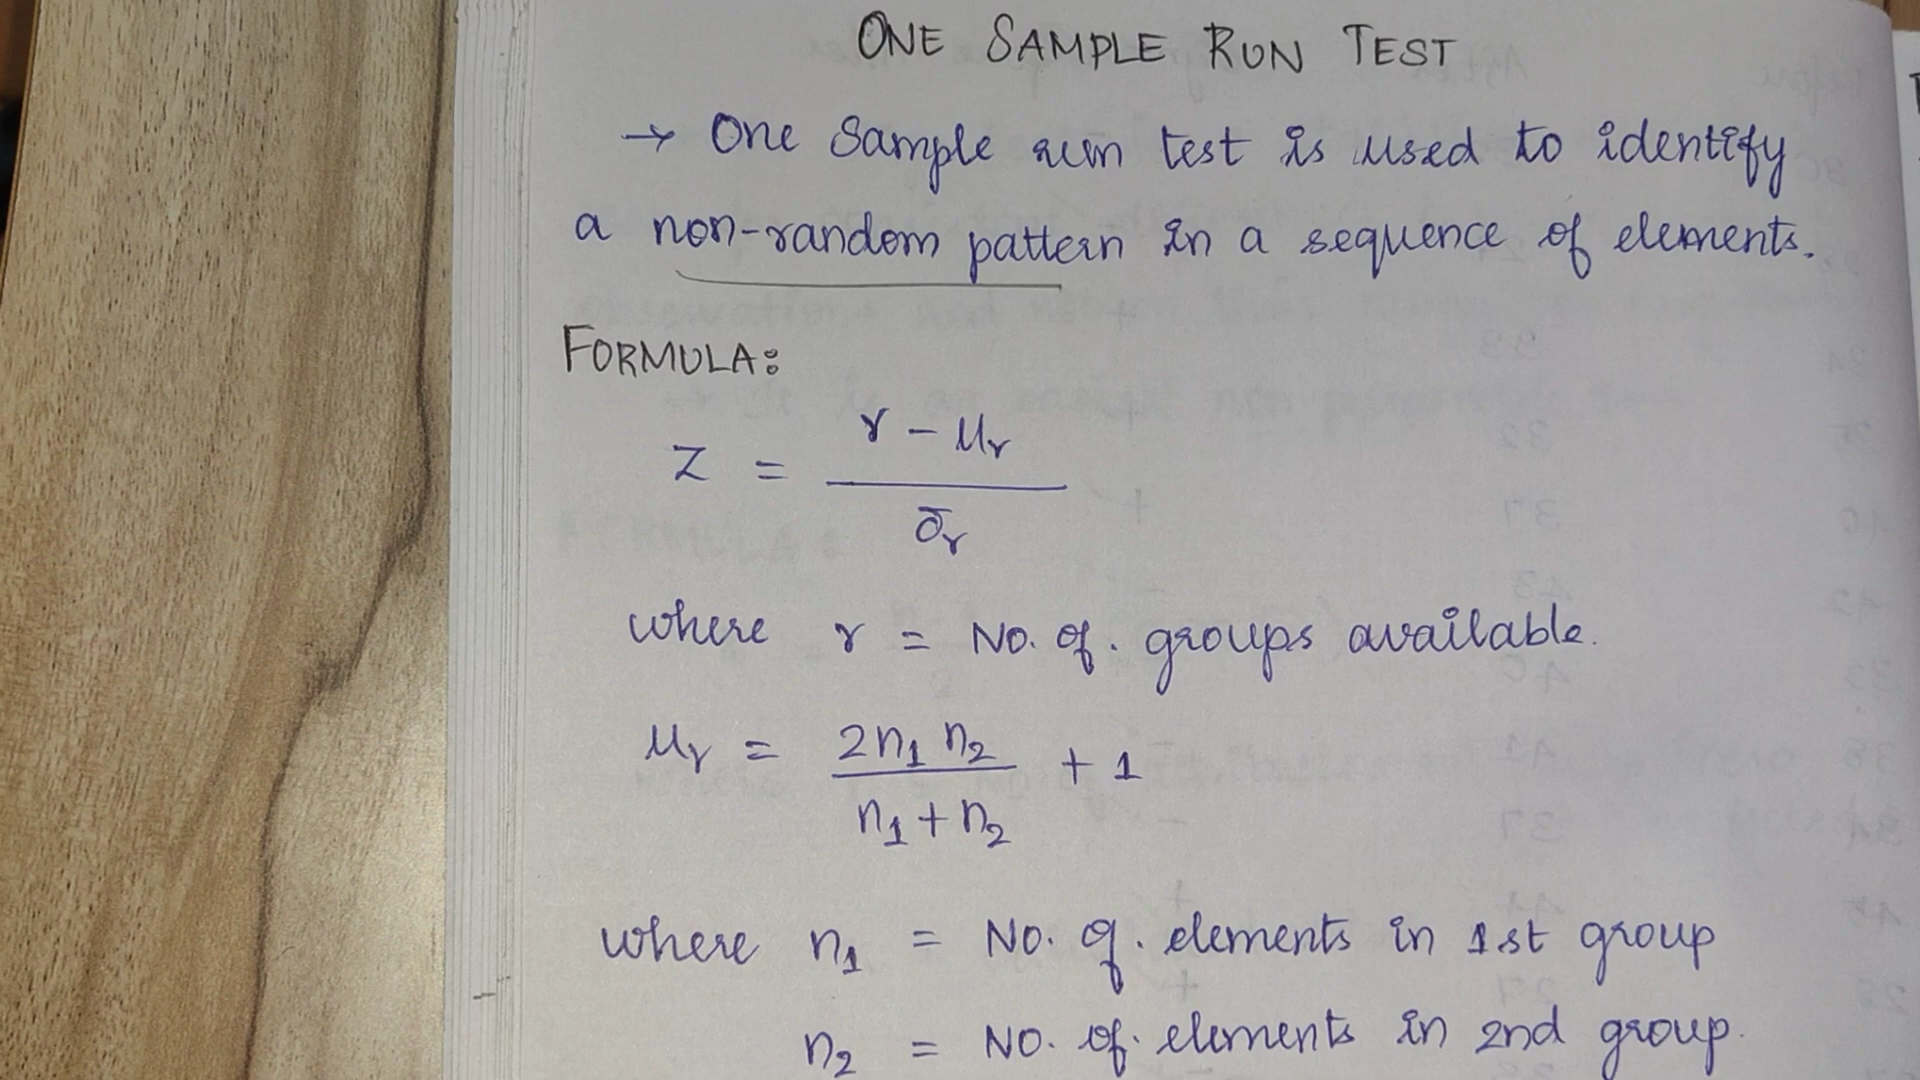 ONE SAMPLE RUN TEST
→ One Sample run test is used to identify
a non-random pattern in a sequence of elements.
FORMULA:
Z = (r - μr) / σr
where r = No. of. groups available.
μr = (2n1 n2) / (n1 + n2) + 1
where n1 = No. of. elements in 1st group
n2 = No. of. elements in 2nd group.